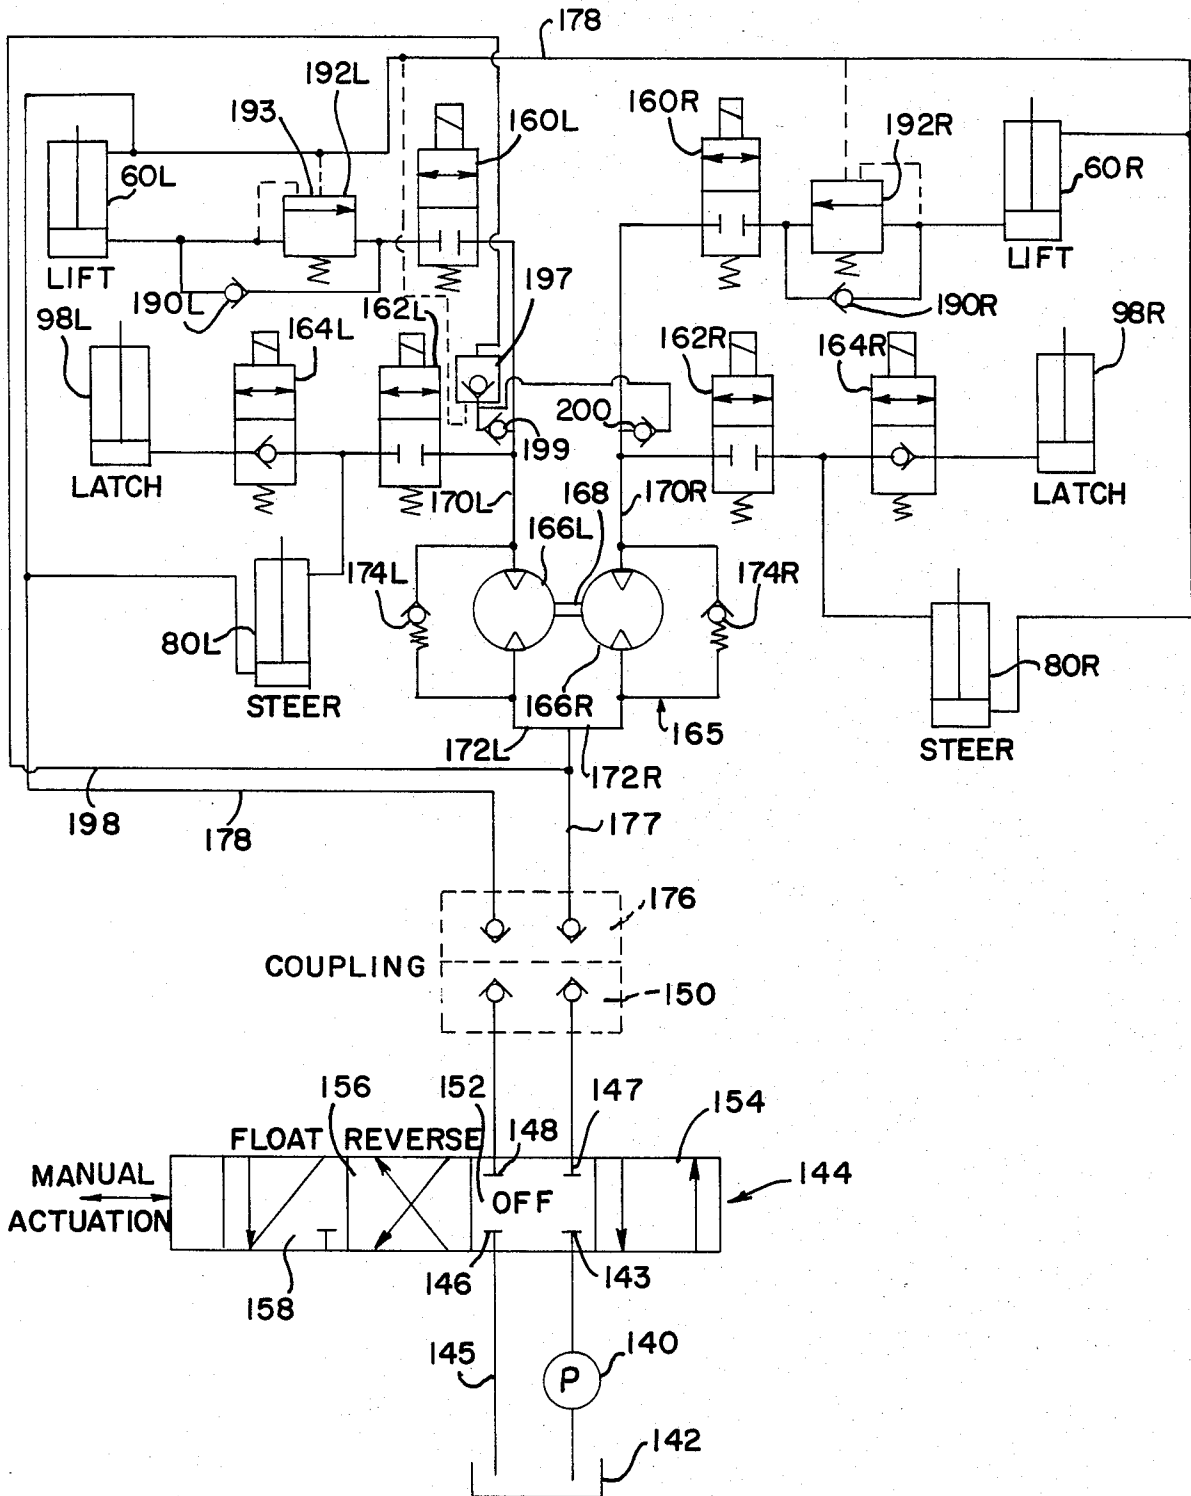 178
192L
193
160L
160R
192R
60L
60R
LIFT
LIFT
190L
162L
197
190R
98L
164L
162R
164R
98R
200
199
LATCH
170L
168
170R
LATCH
166L
174L
174R
80L
166R
80R
STEER
172L
165
STEER
172R
198
178
177
176
COUPLING
150
156
152
147
154
FLOAT REVERSE
148
MANUAL
ACTUATION
OFF
144
146
143
158
145
140
P
142